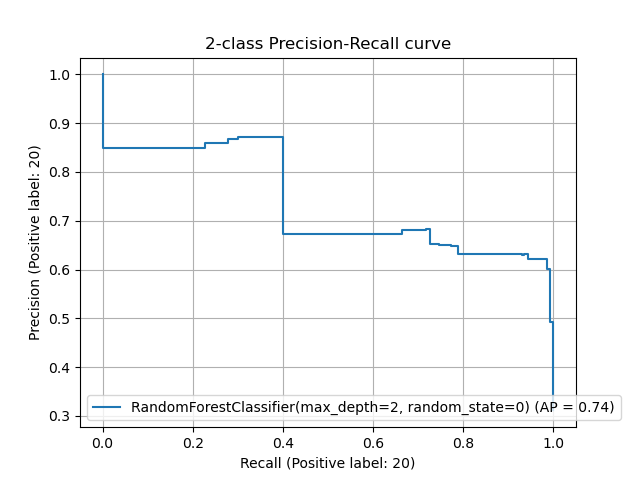 2-class Precision-Recall curve
1.0
0.9
0.8
0.7
0.6
0.5
0.4
0.3
Precision (Positive label: 20)
RandomForestClassifier(max_depth=2, random_state=0) (AP = 0.74)
0.0 0.2 0.4 0.6 0.8 1.0
Recall (Positive label: 20)